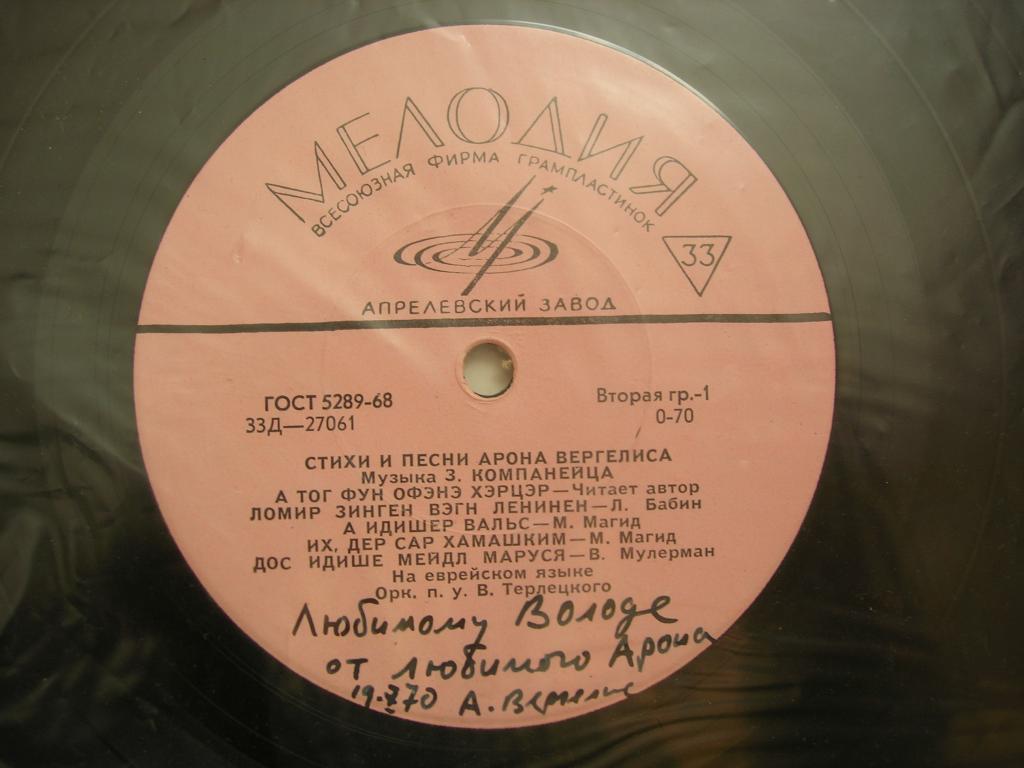 МЕЛОДИЯ
ВСЕСОЮЗНАЯ ФИРМА ГРАМПЛАСТИНОК
33
АПРЕЛЕВСКИЙ ЗАВОД
ГОСТ 5289-68
Вторая гр.-1
33Д—27061
0-70
СТИХИ И ПЕСНИ АРОНА ВЕРГЕЛИСА
Музыка З. КОМПАНЕЙЦА
А ТОГ ФУН ОФЭНЭ ХЭРЦЭР—Читает автор
ЛОМИР ЗИНГЕН ВЭГН ЛЕНИНЕН—Л. Бабин
А ИДИШЕР ВАЛЬС—М. Магид
ИХ, ДЕР САР ХАМАШКИМ—М. Магид
ДОС ИДИШЕ МЕЙДЛ МАРУСЯ—В. Мулерман
На еврейском языке
Орк. п. у. В. Терлецкого
Любимому Володе
от любимого Арона
А. Вергелис